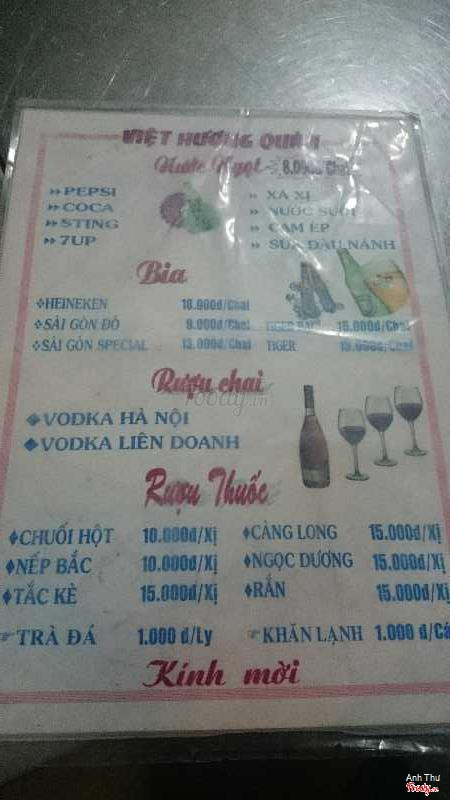 VIỆT HƯƠNG QUÁN
Nước Ngọt - 8.000đ/Chai
PEPSI
COCA
STING
7UP
XÁ XỊ
NƯỚC SUỐI
CAM ÉP
SỮA ĐẬU NÀNH
Bia
HEINEKEN 18.000đ/Chai
SÀI GÒN ĐỎ 9.000đ/Chai TIGER BẠC 15.000đ/Chai
SÀI GÒN SPECIAL 13.000đ/Chai TIGER 13.000đ/Chai
Rượu chai
Foody.vn
VODKA HÀ NỘI
VODKA LIÊN DOANH
Rượu Thuốc
CHUỐI HỘT 10.000đ/Xị CÀNG LONG 15.000đ/Xị
NẾP BẮC 10.000đ/Xị NGỌC DƯƠNG 15.000đ/Xị
TẮC KÈ 15.000đ/Xị RẮN 15.000đ/Xị
TRÀ ĐÁ 1.000 đ/Ly KHĂN LẠNH 1.000 đ/Cá
Kính mời
Anh Thư
Foody.vn